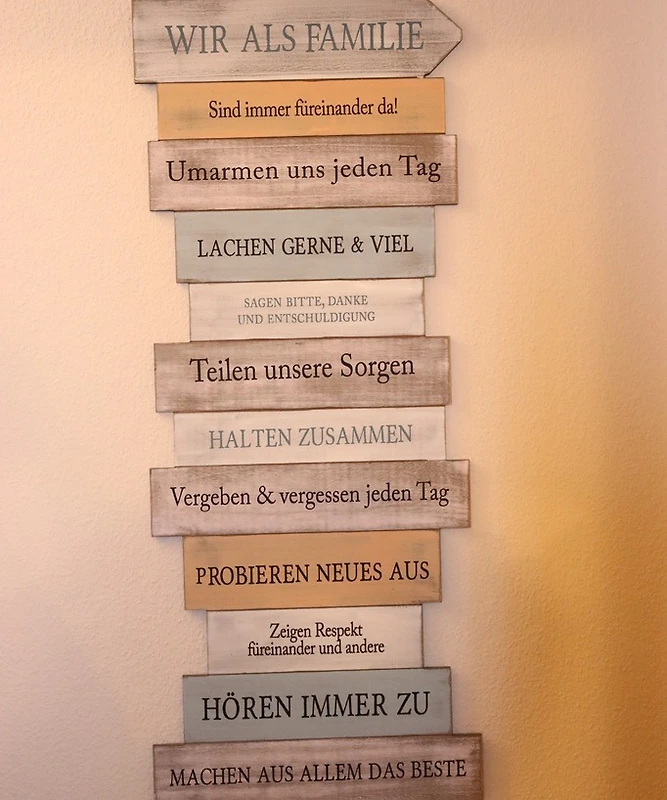 WIR ALS FAMILIE
Sind immer füreinander da!
Umarmen uns jeden Tag
LACHEN GERNE & VIEL
SAGEN BITTE, DANKE
UND ENTSCHULDIGUNG
Teilen unsere Sorgen
HALTEN ZUSAMMEN
Vergeben & vergessen jeden Tag
PROBIEREN NEUES AUS
Zeigen Respekt
füreinander und andere
HÖREN IMMER ZU
MACHEN AUS ALLEM DAS BESTE